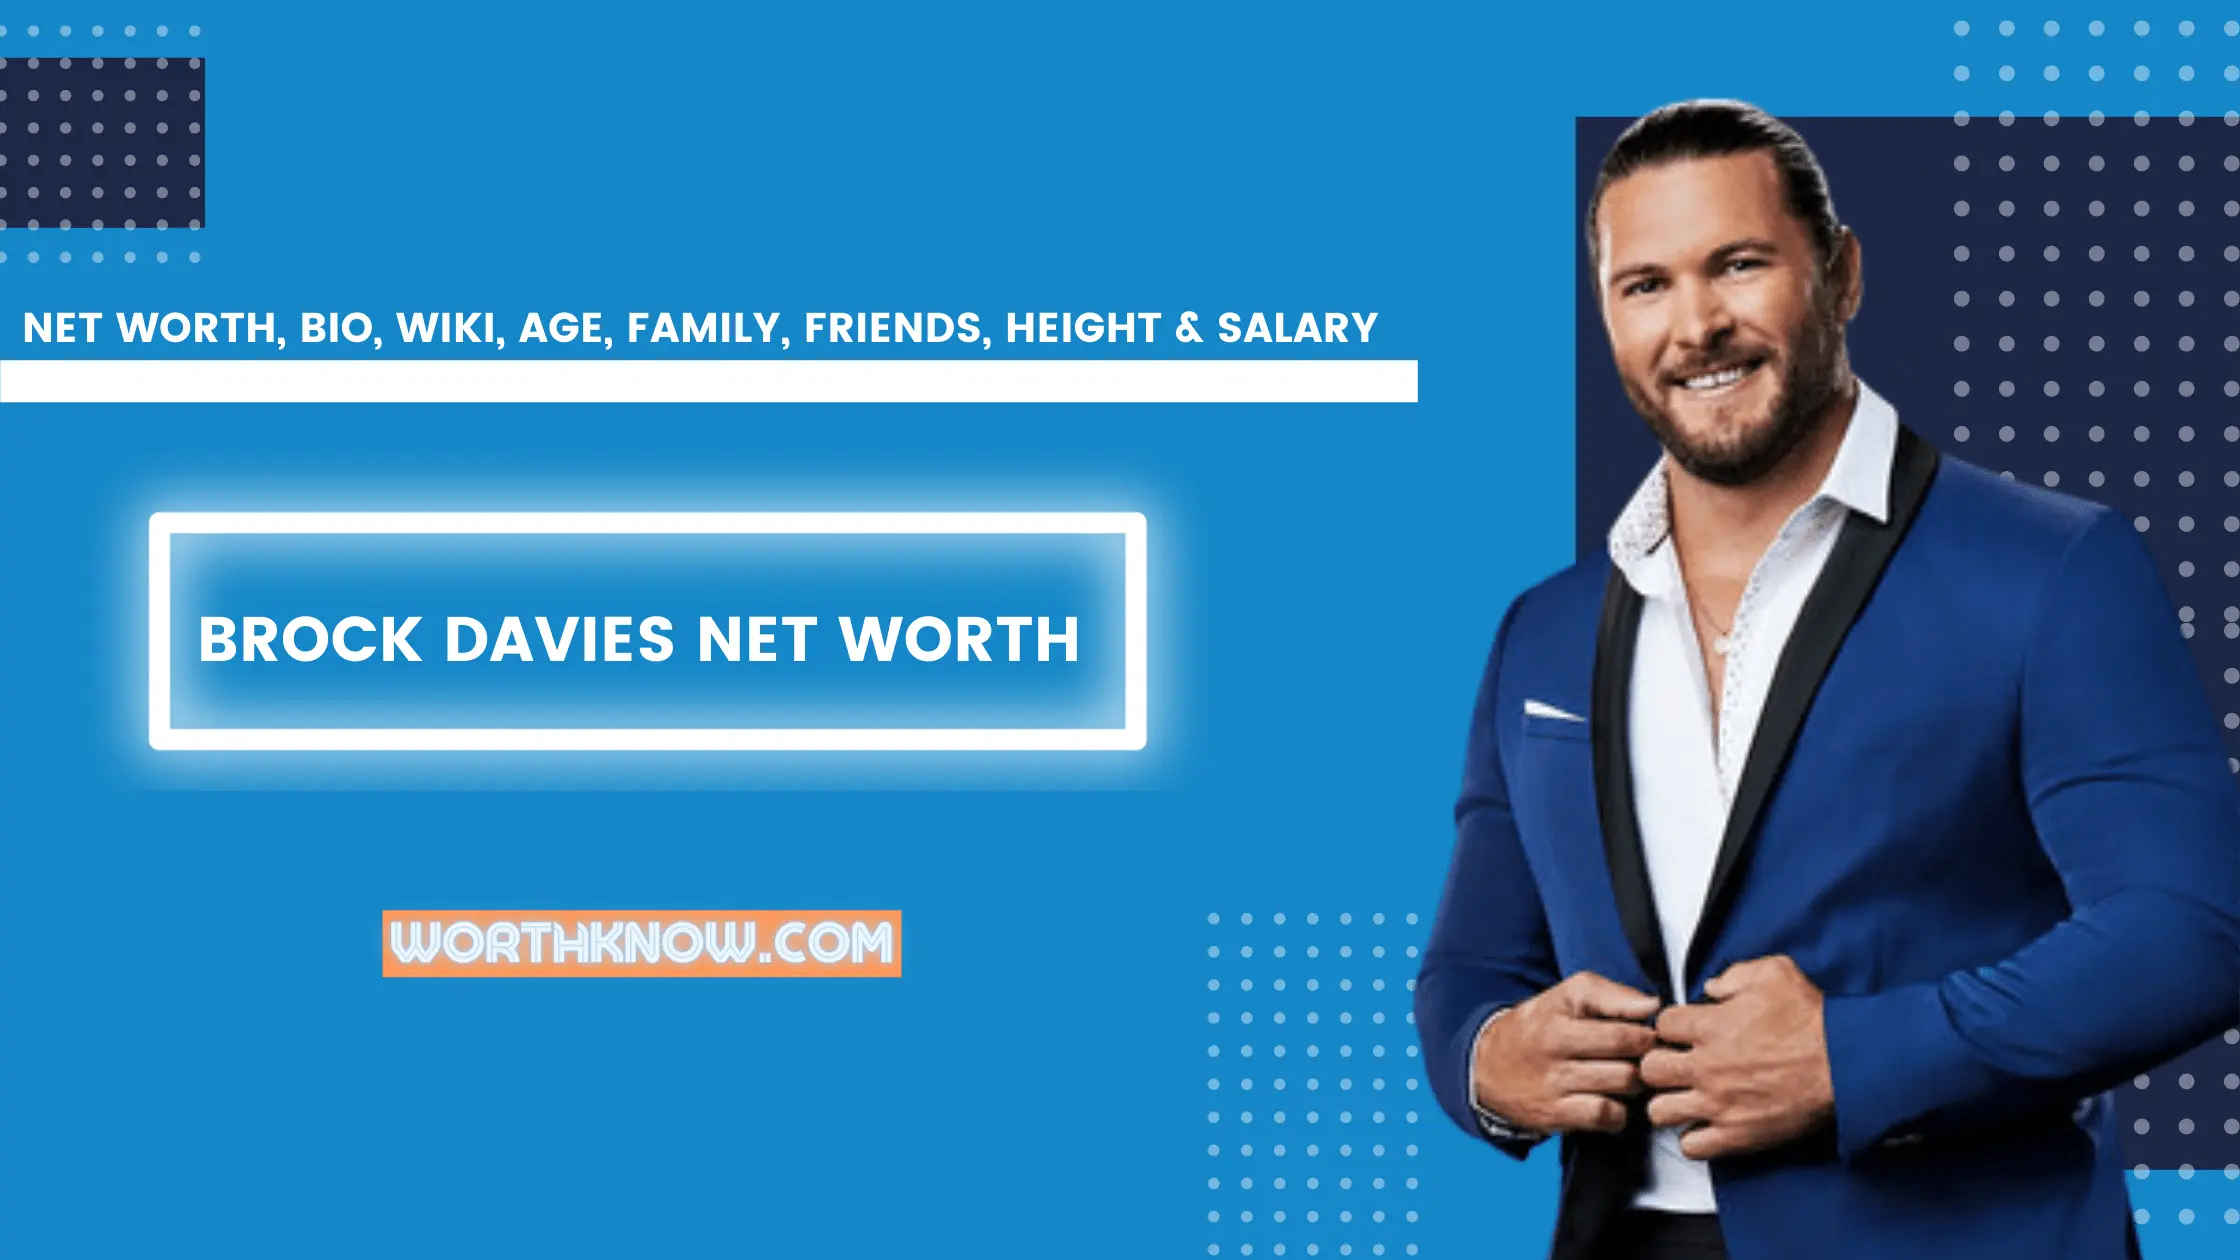 NET WORTH, BIO, WIKI, AGE, FAMILY, FRIENDS, HEIGHT & SALARY
BROCK DAVIES NET WORTH
WORTHKNOW.COM